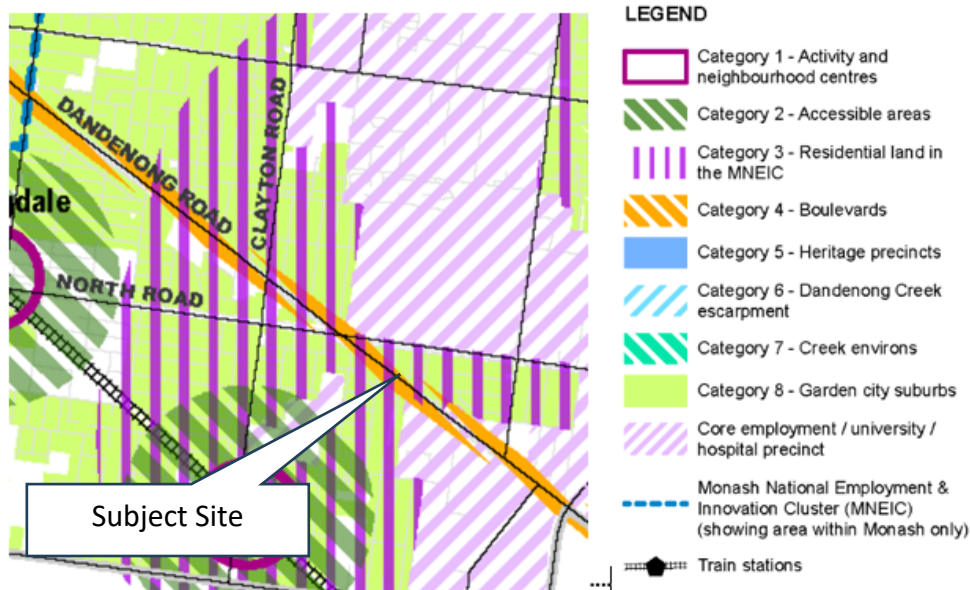 DANDENONG ROAD
CLAYTON ROAD
dale
NORTH ROAD
Subject Site
LEGEND
Category 1 - Activity and
neighbourhood centres
Category 2 - Accessible areas
Category 3 - Residential land in
the MNEIC
Category 4 - Boulevards
Category 5 - Heritage precincts
Category 6 - Dandenong Creek
escarpment
Category 7 - Creek environs
Category 8 - Garden city suburbs
Core employment / university /
hospital precinct
Monash National Employment &
Innovation Cluster (MNEIC)
(showing area within Monash only)
Train stations